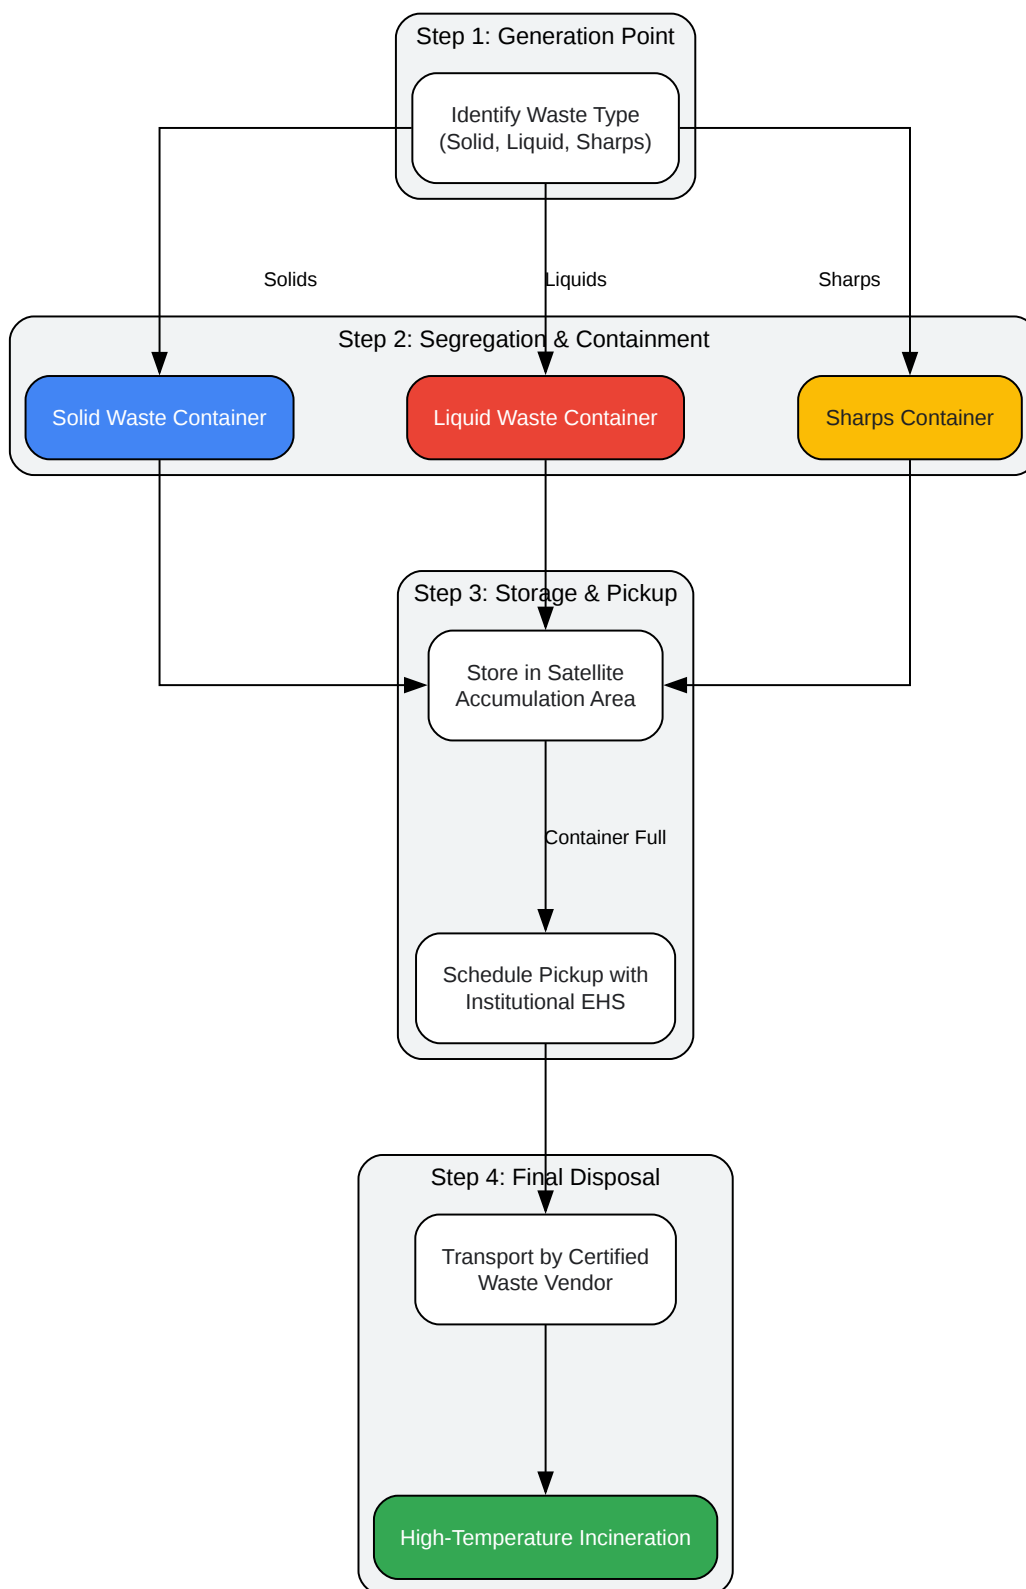 Step 1: Generation Point
Identify Waste Type
(Solid, Liquid, Sharps)
Solids
Liquids
Sharps
Step 2: Segregation & Containment
Solid Waste Container
Liquid Waste Container
Sharps Container
Step 3: Storage & Pickup
Store in Satellite
Accumulation Area
Container Full
Schedule Pickup with
Institutional EHS
Step 4: Final Disposal
Transport by Certified
Waste Vendor
High-Temperature Incineration